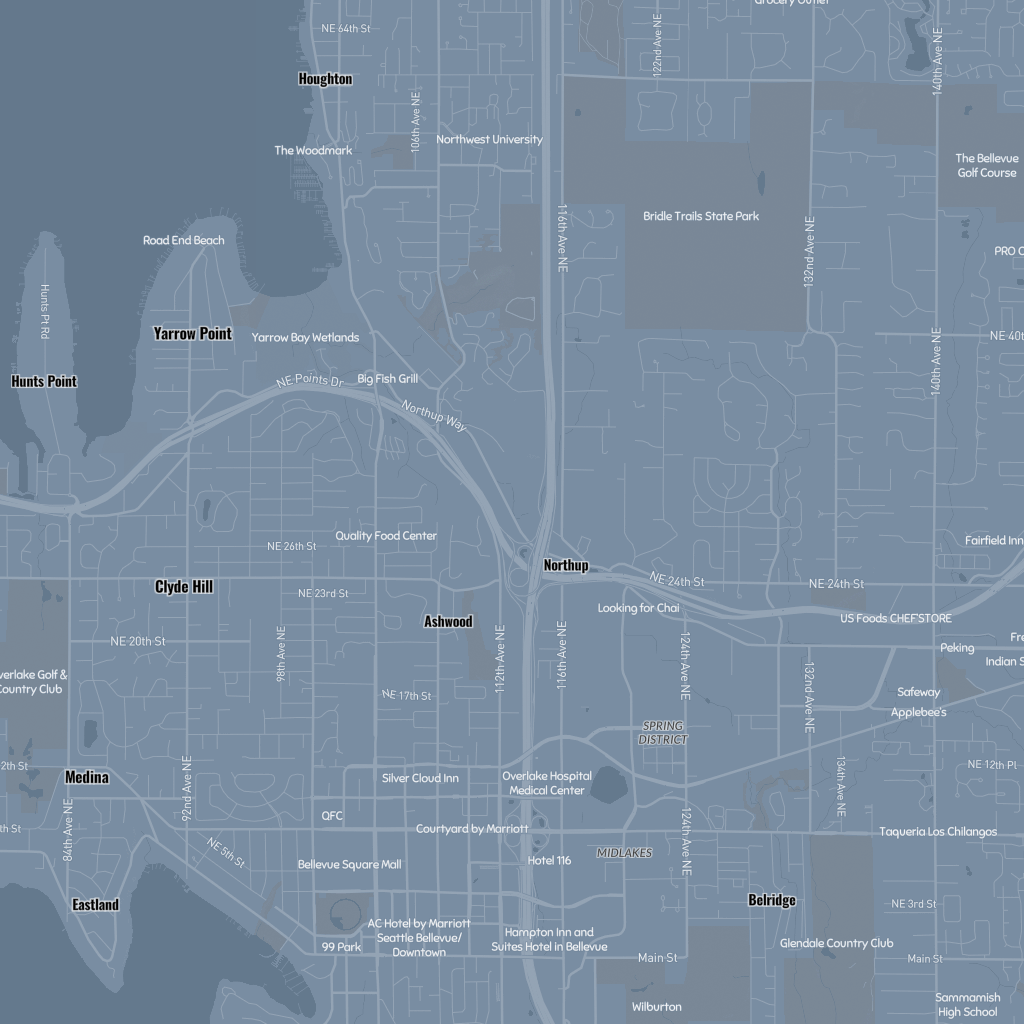 Grocery Outlet
NE 64th St
122nd Ave NE
140th Ave NE
Houghton
106th Ave NE
Northwest University
The Woodmark
The Bellevue
Golf Course
Bridle Trails State Park
Road End Beach
116th Ave NE
132nd Ave NE
PRO C
Hunts Pt Rd
Yarrow Point
Yarrow Bay Wetlands
NE 40t
140th Ave NE
Hunts Point
NE Points Dr
Big Fish Grill
Northup Way
Quality Food Center
NE 26th St
Fairfield Inn
Northup
Clyde Hill
NE 24th St
NE 24th St
NE 23rd St
Looking for Chai
Ashwood
US Foods CHEF'STORE
NE 20th St
98th Ave NE
112th Ave NE
116th Ave NE
124th Ave NE
132nd Ave NE
Fre
Peking
Indian S
verlake Golf &
Country Club
NE 17th St
Safeway
Applebee's
SPRING
DISTRICT
2th St
Medina
92nd Ave NE
Silver Cloud Inn
Overlake Hospital
Medical Center
134th Ave NE
NE 12th Pl
84th Ave NE
QFC
th St
Courtyard by Marriott
124th Ave NE
Taqueria Los Chilangos
NE 5th St
Bellevue Square Mall
Hotel 116
MIDLAKES
Eastland
Belridge
NE 3rd St
AC Hotel by Marriott
Seattle Bellevue/
Downtown
99 Park
Hampton Inn and
Suites Hotel in Bellevue
Glendale Country Club
Main St
Main St
Wilburton
Sammamish
High School